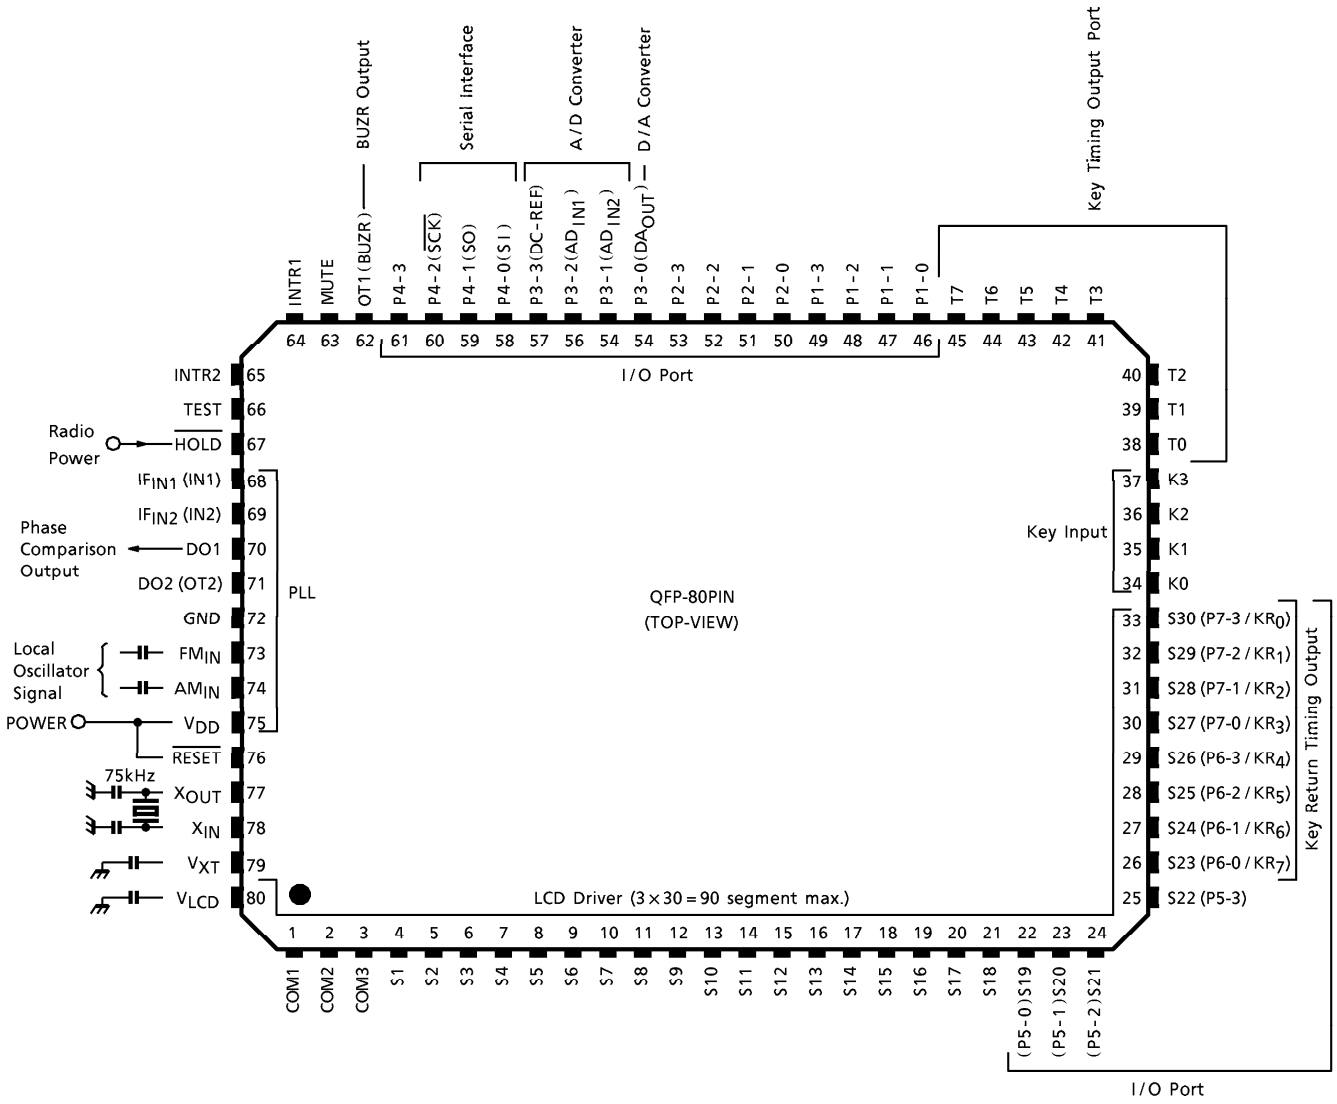 BUZR Output
Serial Interface
A/D Converter
D/A Converter
Key Timing Output Port
INTR1
MUTE
OT1(BUZR)
P4-3
P4-2(SCK)
P4-1(SO)
P4-0(SI)
P3-3(DC-REF)
P3-2(ADIN1)
P3-1(ADIN2)
P3-0(DAOUT)
P2-3
P2-2
P2-1
P2-0
P1-3
P1-2
P1-1
P1-0
T7
T6
T5
T4
T3
64 63 62 61 60 59 58 57 56 54 54 53 52 51 50 49 48 47 46 45 44 43 42 41
I/O Port
INTR2 65
TEST 66
Radio Power
HOLD 67
IFIN1 (IN1) 68
IFIN2 (IN2) 69
Phase
Comparison
Output
DO1 70
DO2 (OT2) 71
GND 72
PLL
Local
Oscillator
Signal
FMIN 73
AMIN 74
POWER
VDD 75
RESET 76
75kHz
XOUT 77
XIN 78
VXT 79
VLCD 80
QFP-80PIN
(TOP-VIEW)
40 T2
39 T1
38 T0
37 K3
36 K2
Key Input
35 K1
34 K0
33 S30 (P7-3/KR0)
32 S29 (P7-2/KR1)
31 S28 (P7-1/KR2)
30 S27 (P7-0/KR3)
29 S26 (P6-3/KR4)
28 S25 (P6-2/KR5)
27 S24 (P6-1/KR6)
26 S23 (P6-0/KR7)
25 S22 (P5-3)
Key Return Timing Output
LCD Driver (3×30=90 segment max.)
1 2 3 4 5 6 7 8 9 10 11 12 13 14 15 16 17 18 19 20 21 22 23 24
COM1
COM2
COM3
S1
S2
S3
S4
S5
S6
S7
S8
S9
S10
S11
S12
S13
S14
S15
S16
S17
S18
(P5-0)S19
(P5-1)S20
(P5-2)S21
I/O Port